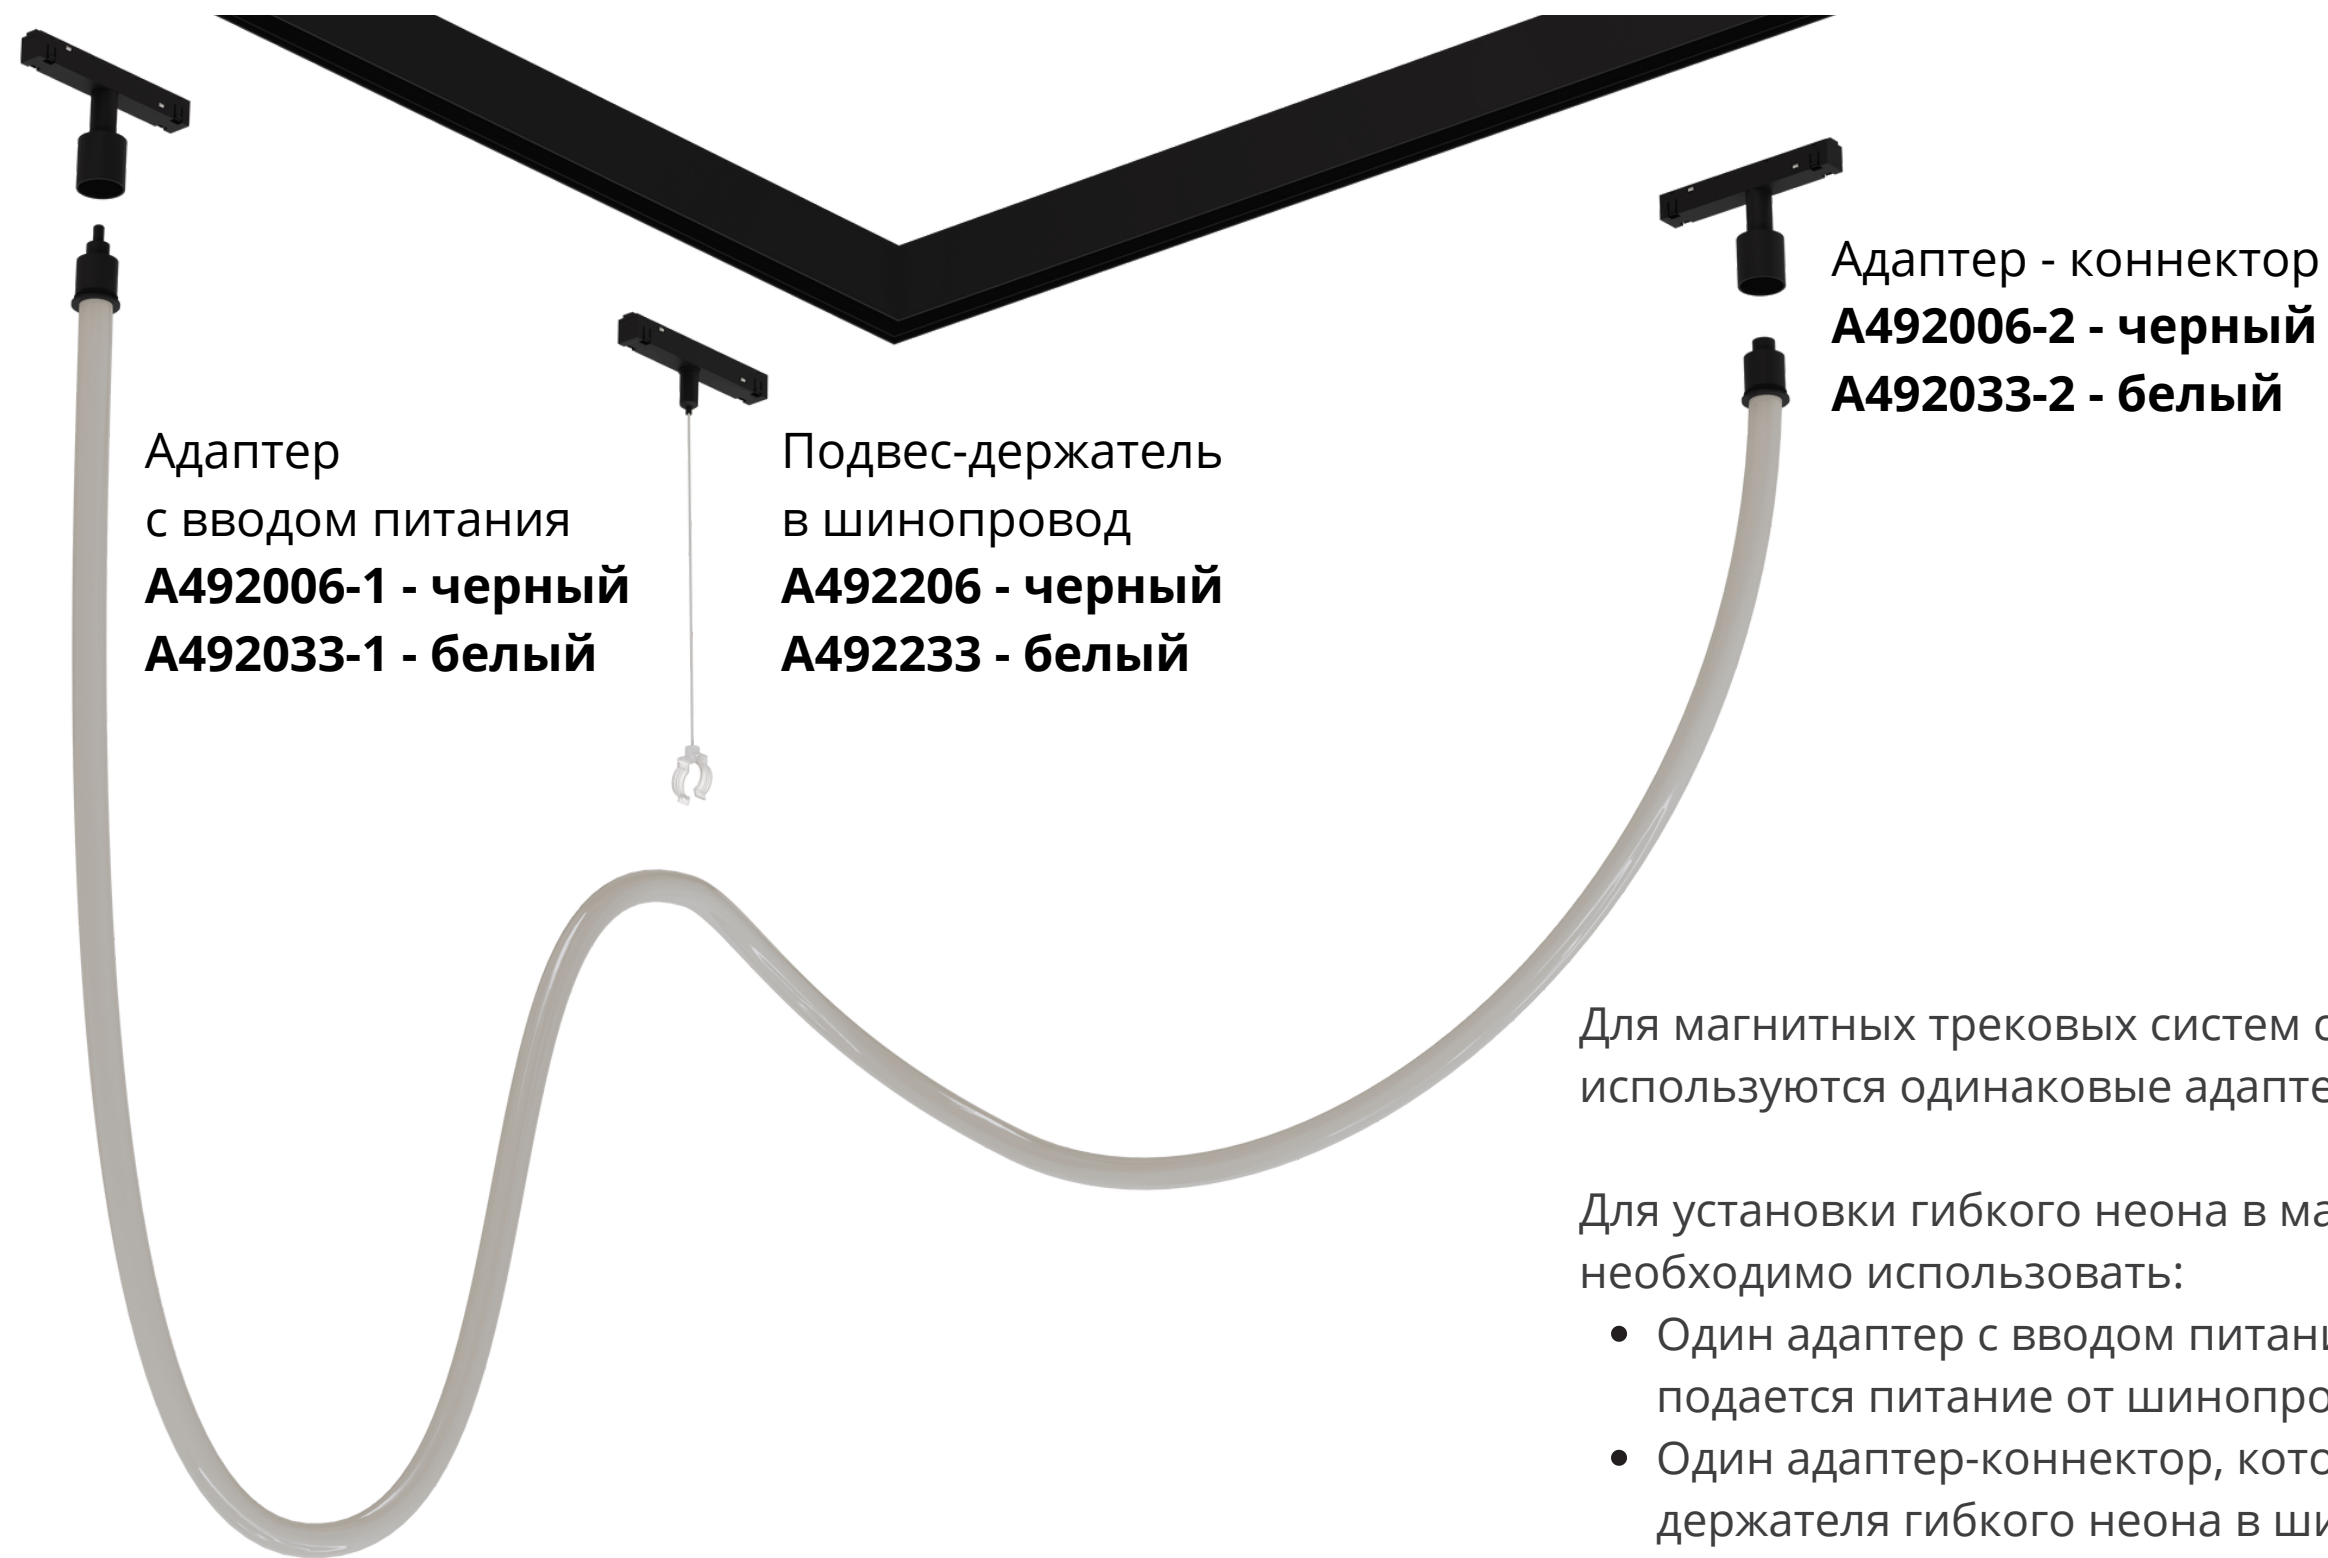 Адаптер - коннектор
A492006-2 - черный
A492033-2 - белый
Адаптер
с вводом питания
A492006-1 - черный
A492033-1 - белый
Подвес-держатель
в шинопровод
A492206 - черный
A492233 - белый
Для магнитных трековых систем
используются одинаковые
Для установки гибкого неона в
необходимо использовать:
• Один адаптер с вводом
подается питание от
• Один адаптер-коннектор,
держателя гибкого неона в